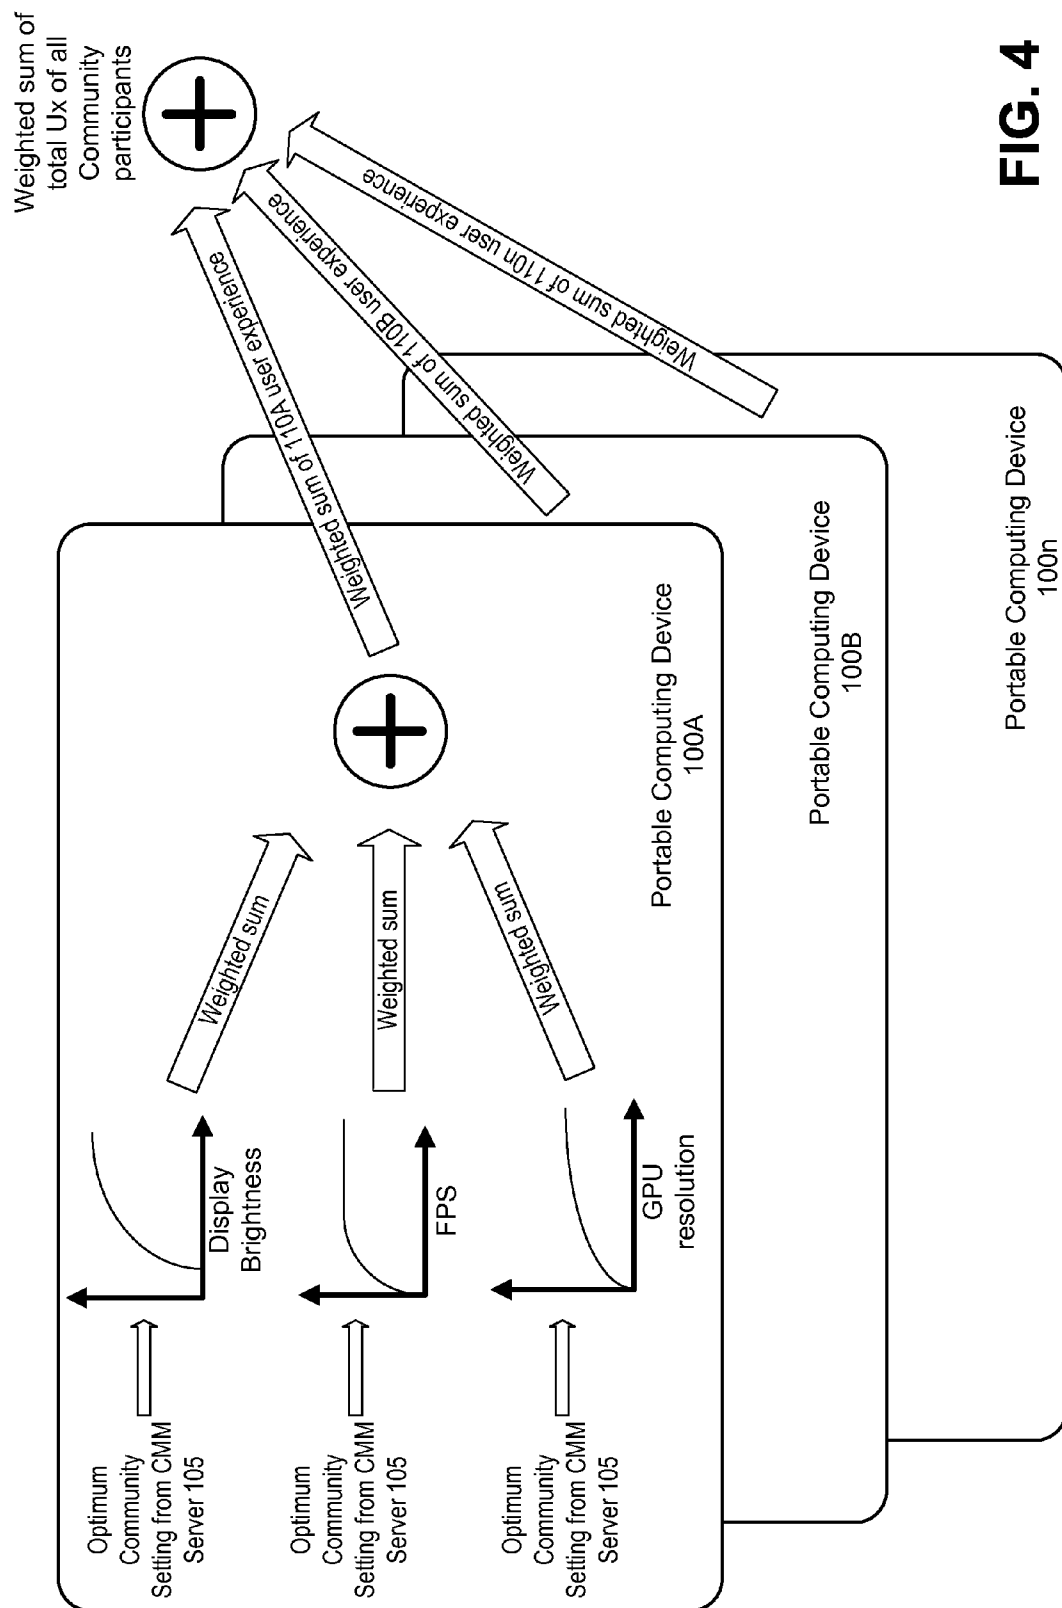 Weighted sum of
total Ux of all
Community
participants
Optimum
Community
Setting from CMM
Server 105
Display
Brightness
Weighted sum
Optimum
Community
Setting from CMM
Server 105
FPS
Weighted sum
Optimum
Community
Setting from CMM
Server 105
GPU
resolution
Weighted sum
Weighted sum of 110A user experience
Weighted sum of 110B user experience
Weighted sum of 110n user experience
Portable Computing Device
100A
Portable Computing Device
100B
Portable Computing Device
100n
FIG. 4